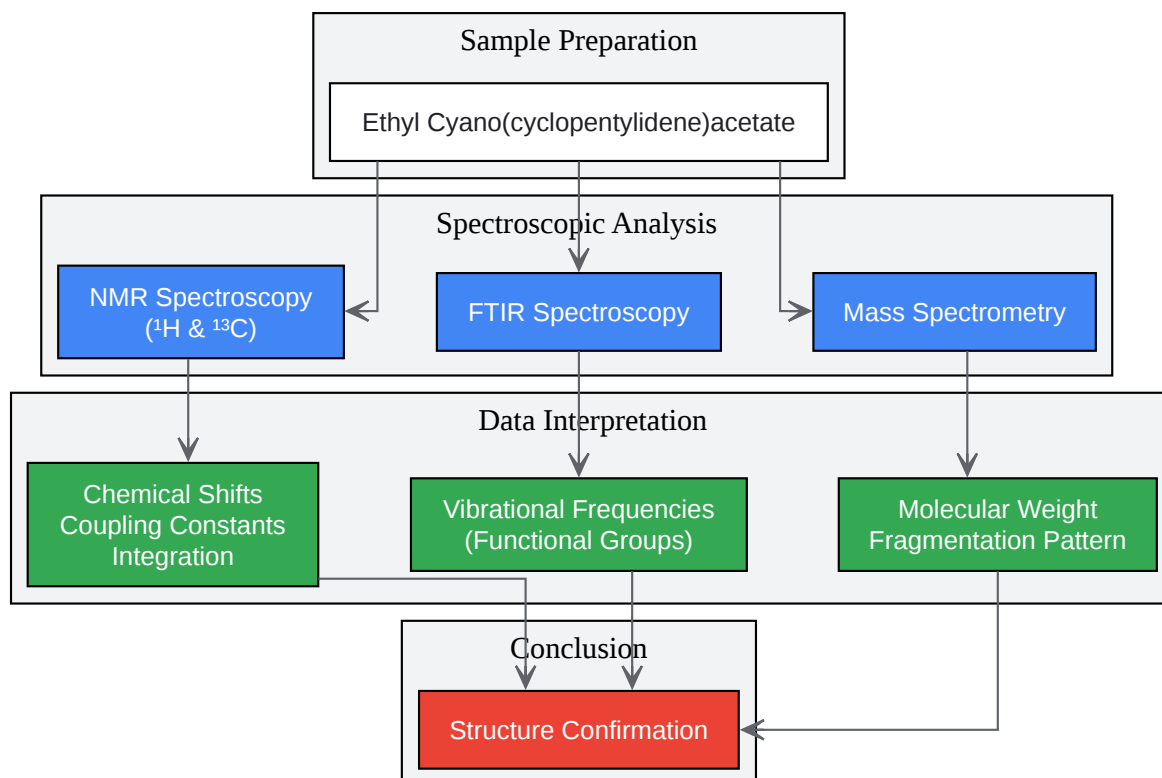 Sample Preparation
Ethyl Cyano(cyclopentylidene)acetate
Spectroscopic Analysis
NMR Spectroscopy
(¹H & ¹³C)
FTIR Spectroscopy
Mass Spectrometry
Data Interpretation
Chemical Shifts
Coupling Constants
Integration
Vibrational Frequencies
(Functional Groups)
Molecular Weight
Fragmentation Pattern
Conclusion
Structure Confirmation